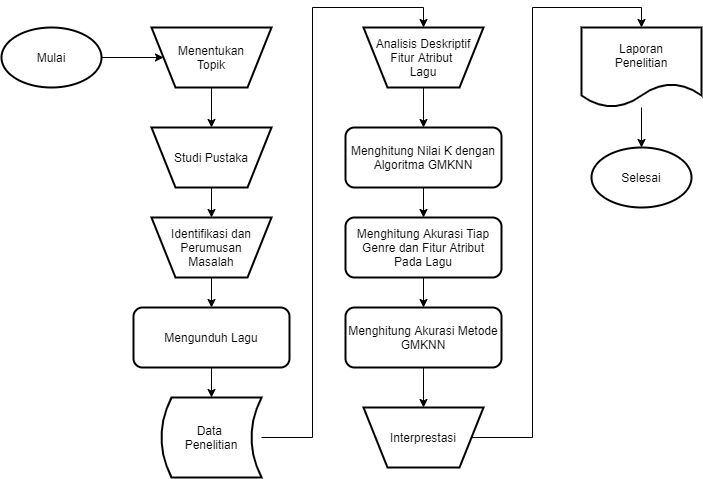 Mulai
Menentukan
Topik
Studi Pustaka
Identifikasi dan
Perumusan
Masalah
Mengunduh Lagu
Data
Penelitian
Analisis Deskriptif
Fitur Atribut
Lagu
Menghitung Nilai K dengan
Algoritma GMKNN
Menghitung Akurasi Tiap
Genre dan Fitur Atribut
Pada Lagu
Menghitung Akurasi Metode
GMKNN
Interprestasi
Laporan
Penelitian
Selesai